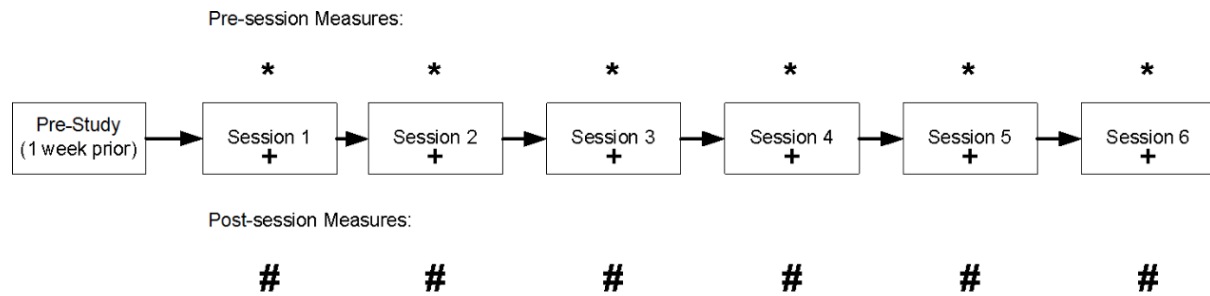 Pre-session Measures:
* * * * * *
Pre-Study
(1 week prior)
Session 1
+
Session 2
+
Session 3
+
Session 4
+
Session 5
+
Session 6
+
Post-session Measures:
# # # # # #